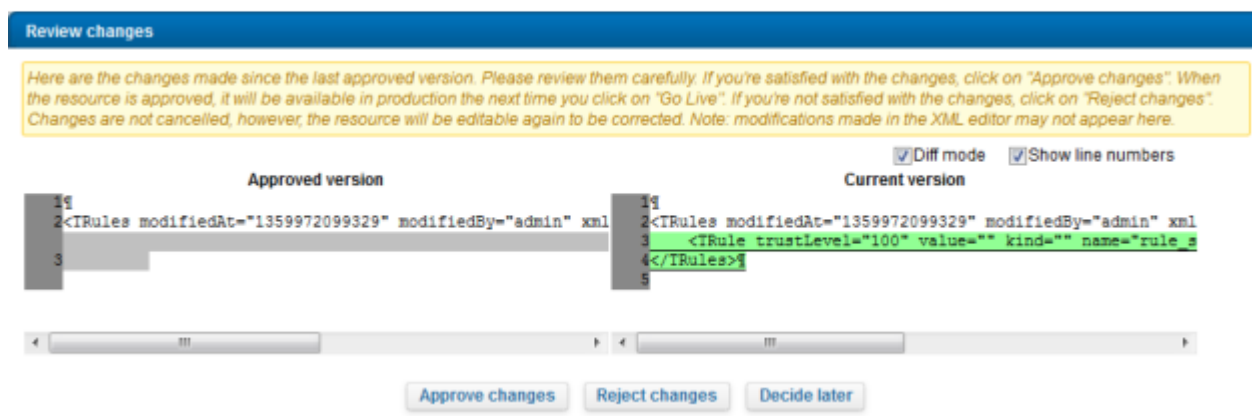 Review changes
Here are the changes made since the last approved version. Please review them carefully. If you're satisfied with the changes, click on "Approve changes". When
the resource is approved, it will be available in production the next time you click on "Go Live". If you're not satisfied with the changes, click on "Reject changes".
Changes are not cancelled, however, the resource will be editable again to be corrected. Note: modifications made in the XML editor may not appear here.
Diff mode Show line numbers
Approved version
1¶
2<TRules modifiedAt="1359972099329" modifiedBy="admin" xml
3
Current version
1¶
2<TRules modifiedAt="1359972099329" modifiedBy="admin" xml
3 <TRule trustLevel="100" value="" kind="" name="rule_s
4</TRules>¶
5
Approve changes Reject changes Decide later